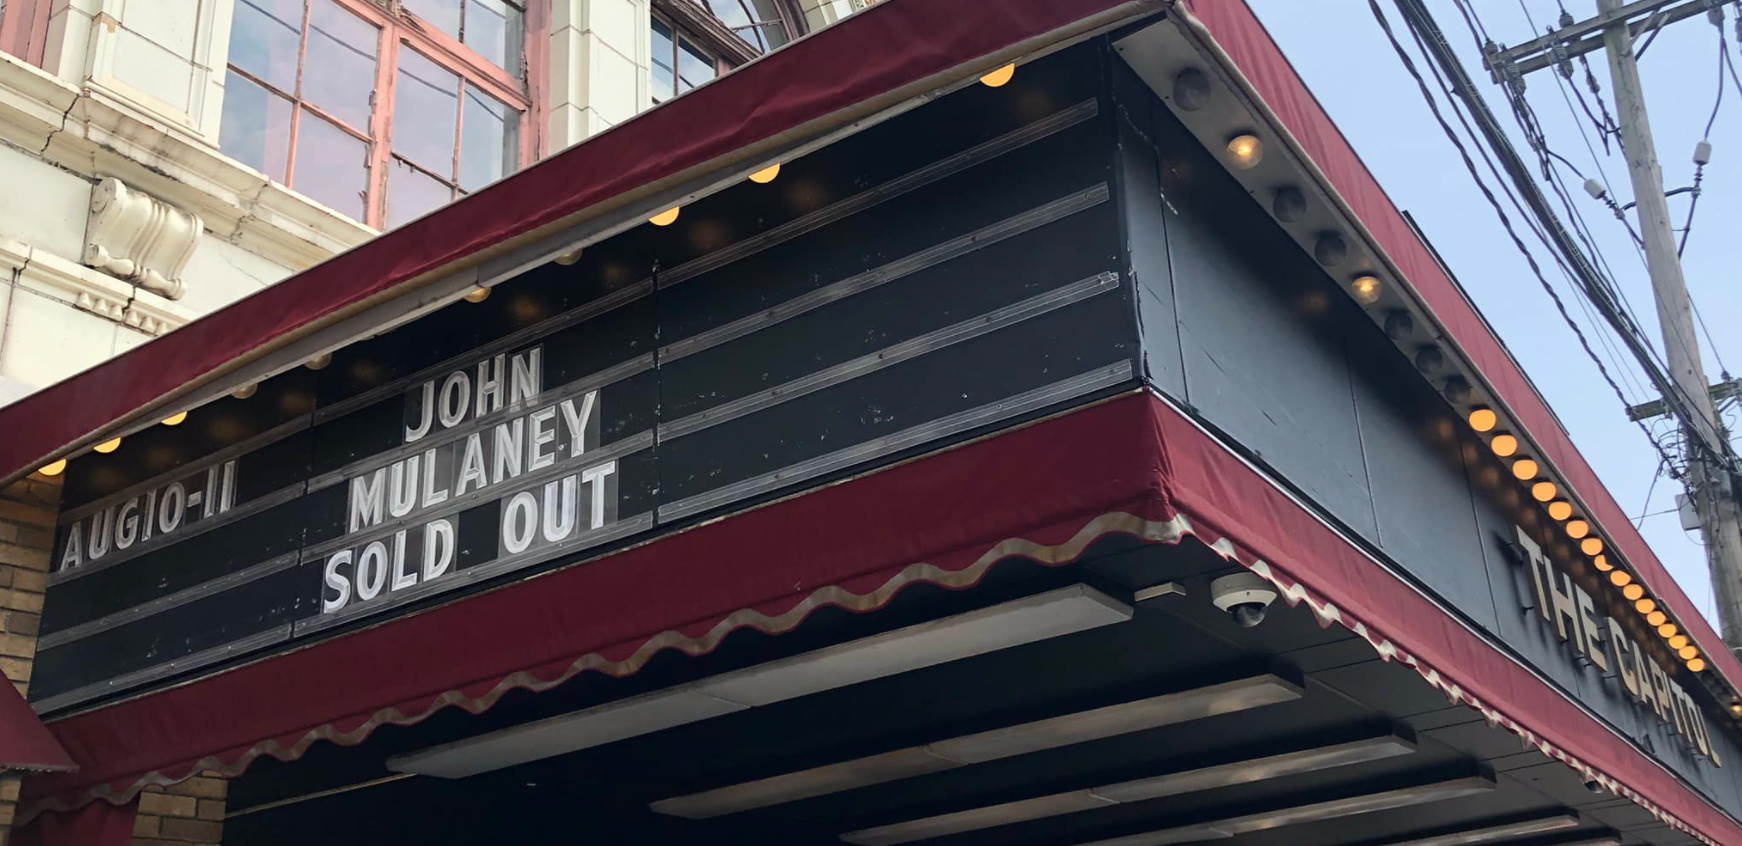 AUG10-11
JOHN
MULANEY
SOLD OUT
THE CAPITOL